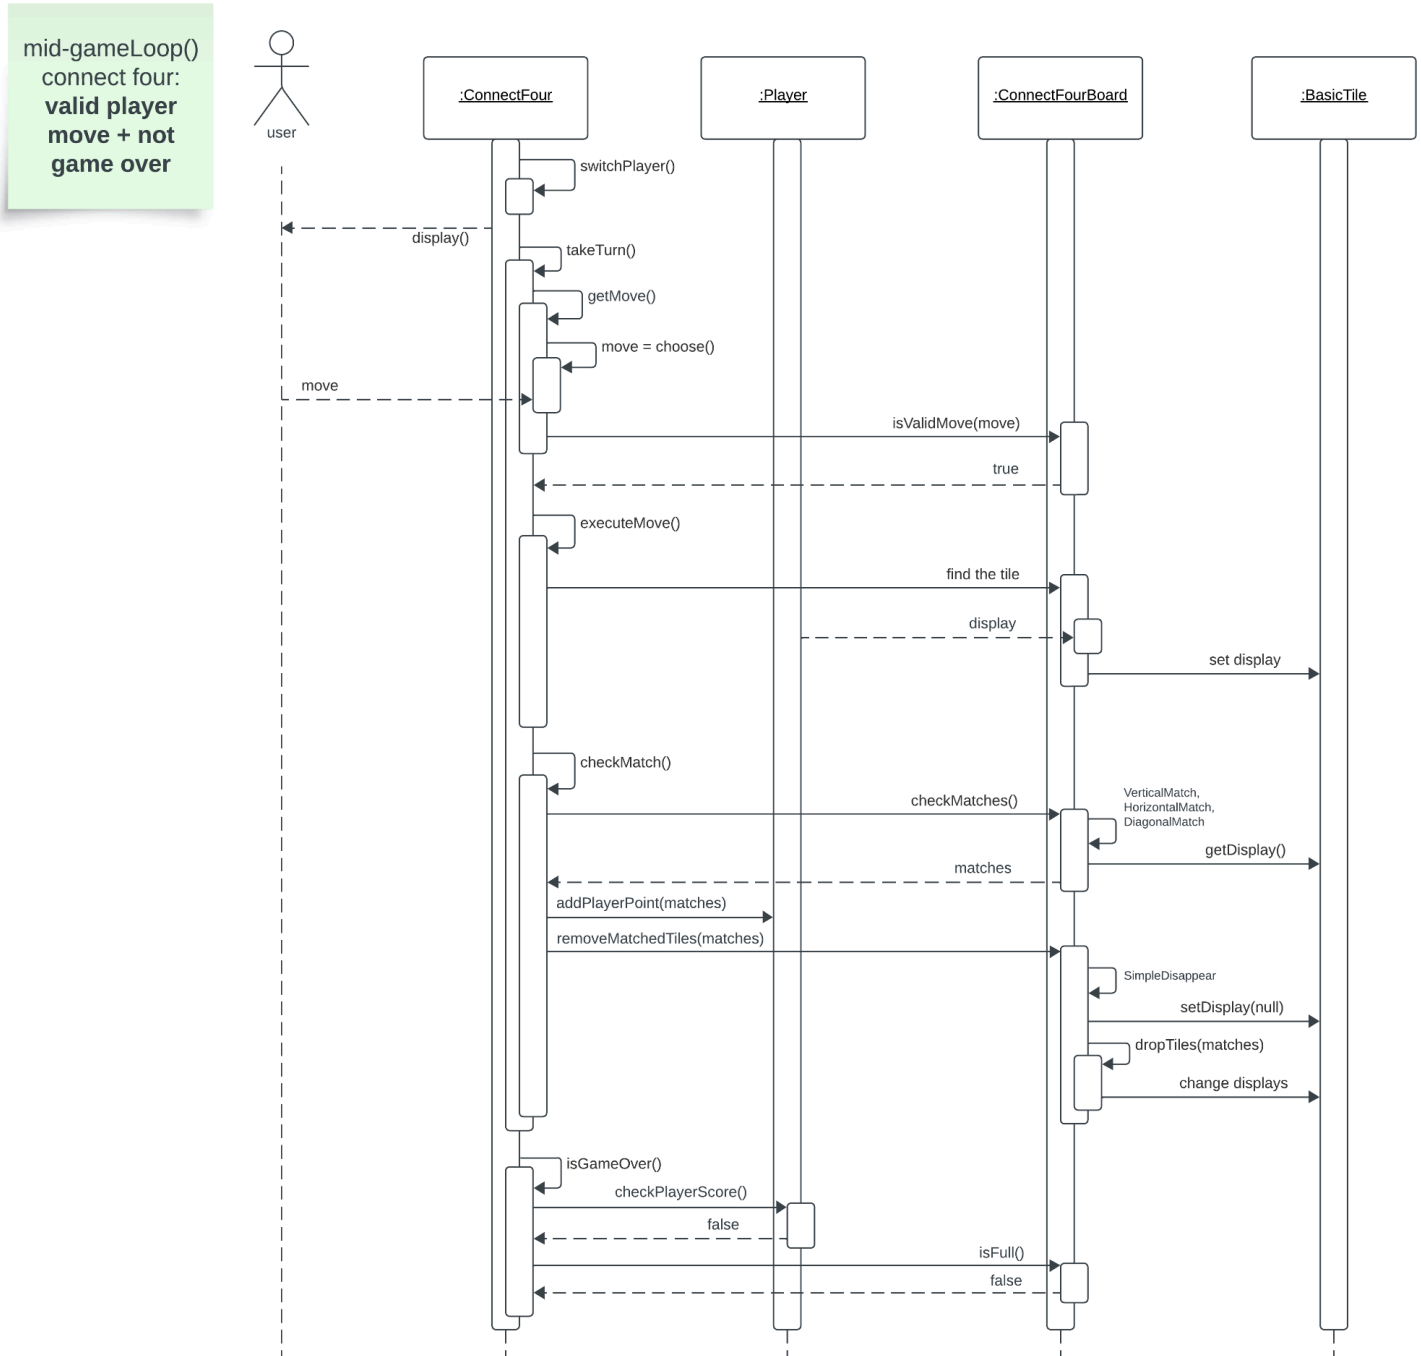 mid-gameLoop()
connect four:
valid player
move + not
game over
user
:ConnectFour
:Player
:ConnectFourBoard
:BasicTile
switchPlayer()
display()
takeTurn()
getMove()
move = choose()
move
isValidMove(move)
true
executeMove()
find the tile
display
set display
checkMatch()
VerticalMatch,
HorizontalMatch,
DiagonalMatch
checkMatches()
getDisplay()
matches
addPlayerPoint(matches)
removeMatchedTiles(matches)
SimpleDisappear
setDisplay(null)
dropTiles(matches)
change displays
isGameOver()
checkPlayerScore()
false
isFull()
false